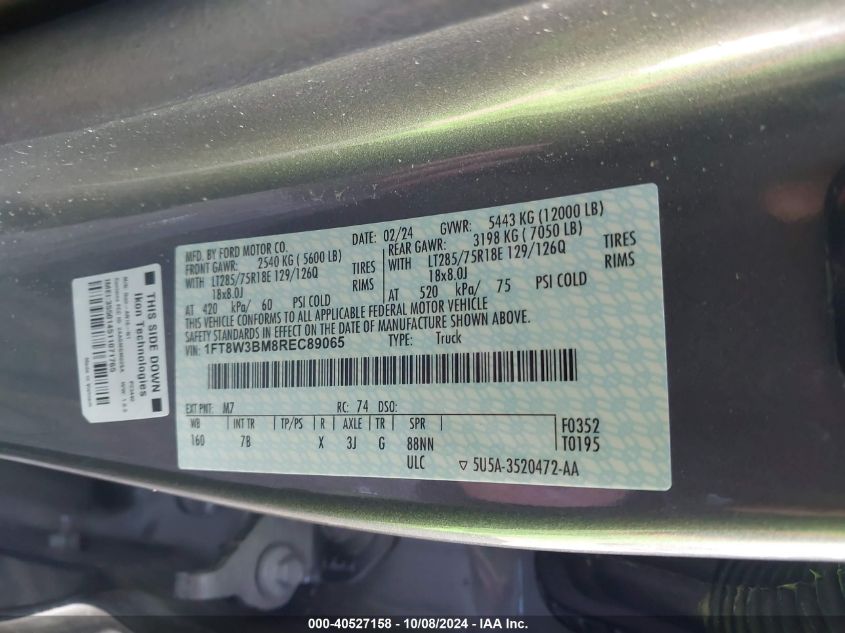 MFD. BY FORD MOTOR CO.
DATE: 02/24 GVWR: 5443 KG (12000 LB)
FRONT GAWR: 2540 KG ( 5600 LB)
REAR GAWR: 3198 KG ( 7050 LB)
WITH LT285/75R18E 129/126Q TIRES
WITH LT285/75R18E 129/126Q TIRES
18x8.0J RIMS
18x8.0J RIMS
AT 420 kPa/ 60 PSI COLD
AT 520 kPa/ 75 PSI COLD
THIS VEHICLE CONFORMS TO ALL APPLICABLE FEDERAL MOTOR VEHICLE
SAFETY STANDARDS IN EFFECT ON THE DATE OF MANUFACTURE SHOWN ABOVE.
VIN: 1FT8W3BM8REC89065 TYPE: Truck
EXT PNT: M7 RC: 74 DSO:
WB INT TR TP/PS R AXLE TR SPR
160 7B X 3J G 88NN
ULC
F0352
T0195
5U5A-3520472-AA
THIS SIDE DOWN
Ikon Technologies
Made in Vietnam
000-40527158 - 10/08/2024 - © IAA Holdings, LLC.